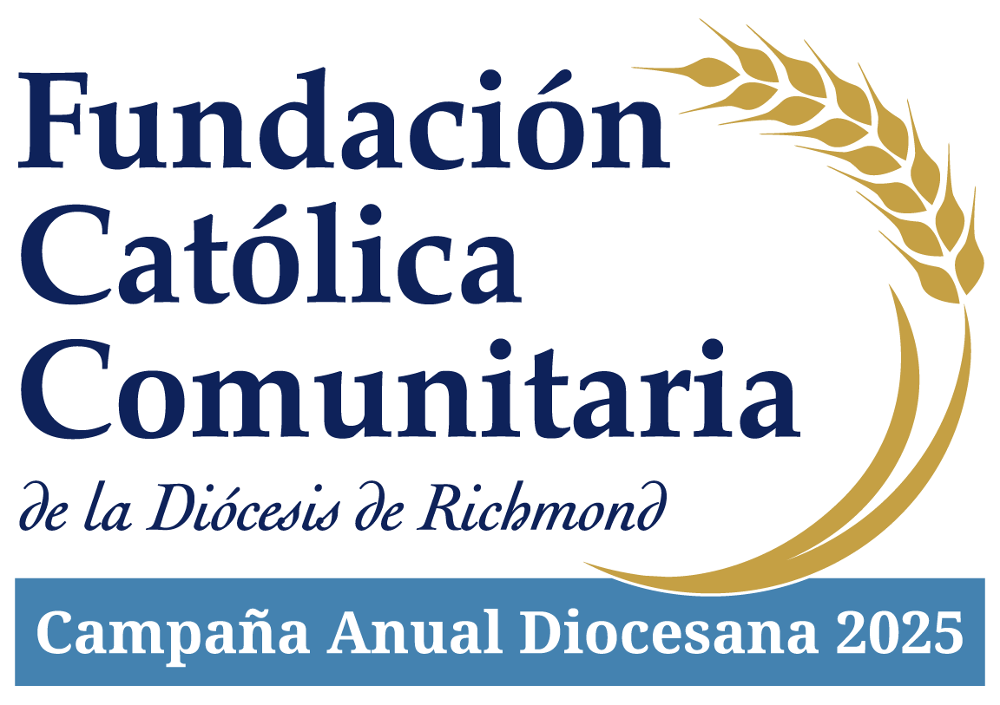 Fundación
Católica
Comunitaria
de la Diócesis de Richmond
Campaña Anual Diocesana 2025